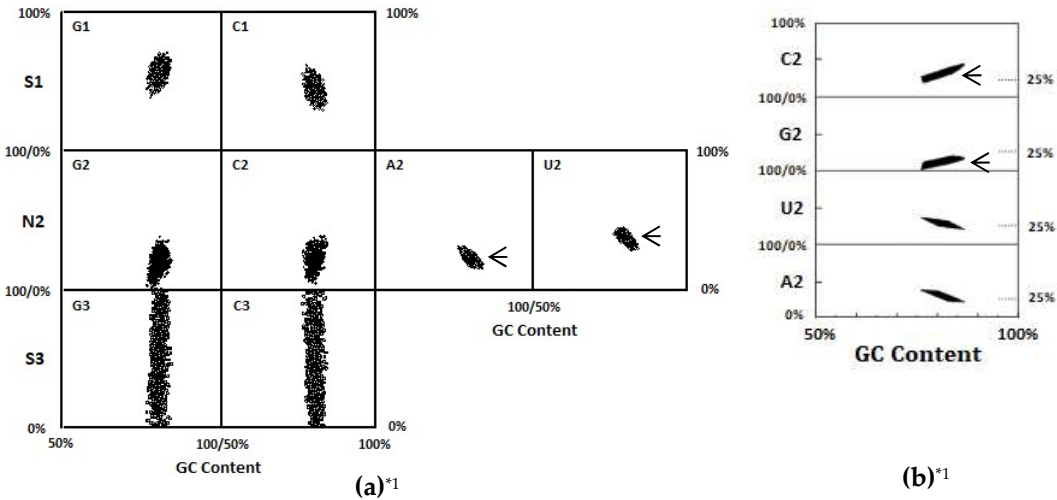 100%
G1
C1
100%
S1
100/0%
G2
C2
A2
U2
100%
N2
100/0%
G3
C3
100/50%
0%
GC Content
S3
0%
0%
50%
100/50%
100%
GC Content
(a)*1
100%
C2
25%
100/0%
G2
25%
100/0%
U2
25%
100/0%
A2
25%
0%
50%
100%
GC Content
(b)*1